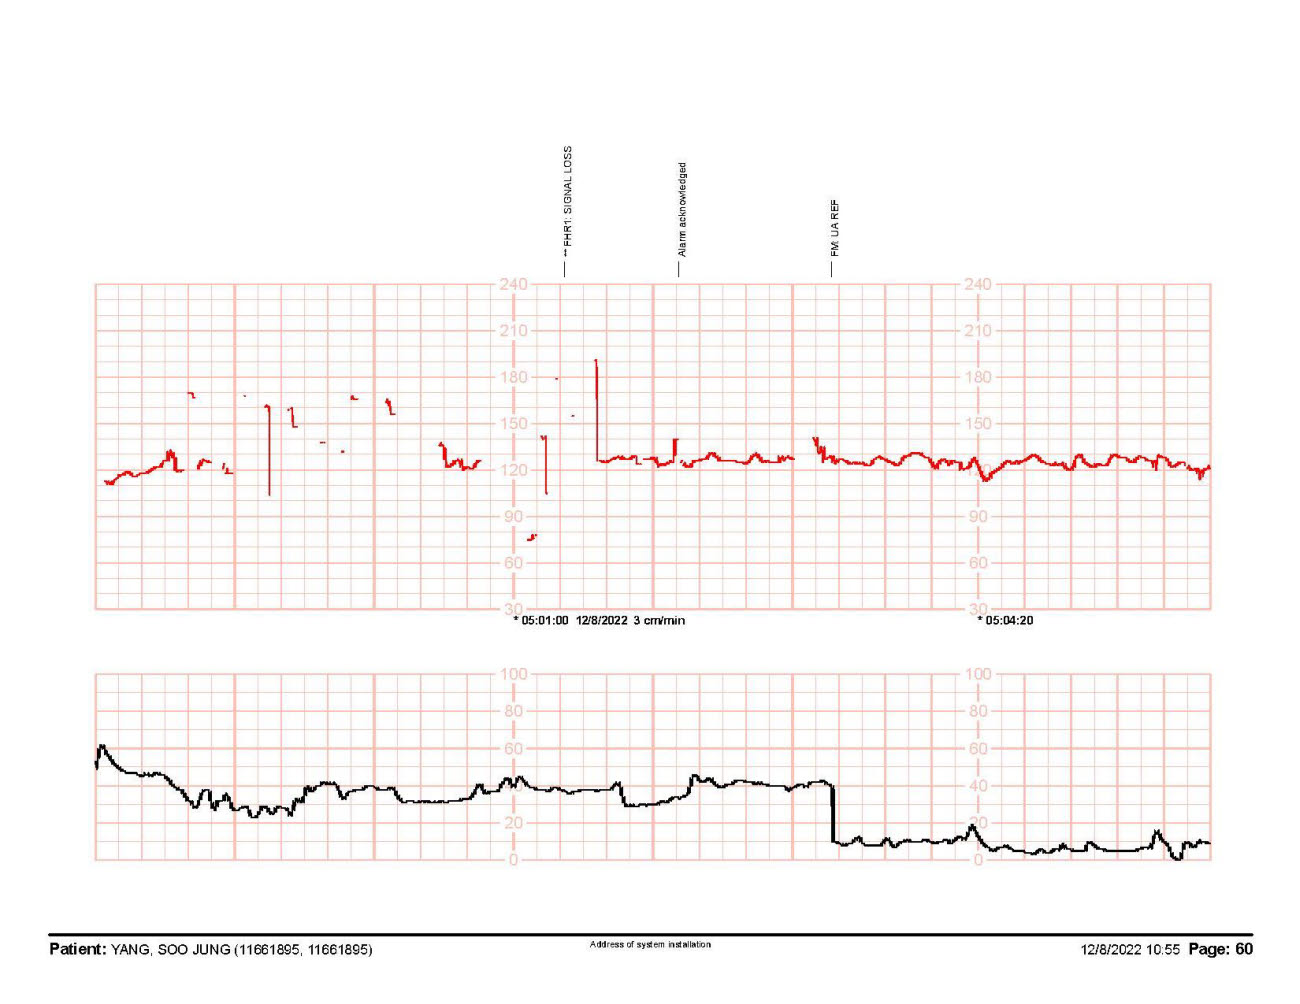 ** FHR1: SIGNAL LOSS
Alarm acknowledged
FM: UA REF
240 240
210 210
180 180
150 150
120 120
90 90
60 60
30 30
* 05:01:00 12/8/2022 3 cm/min * 05:04:20
100 100
80 80
60 60
40 40
20 20
0 0
Patient: YANG, SOO JUNG (11661895, 11661895) Address of system installation 12/8/2022 10:55 Page: 60